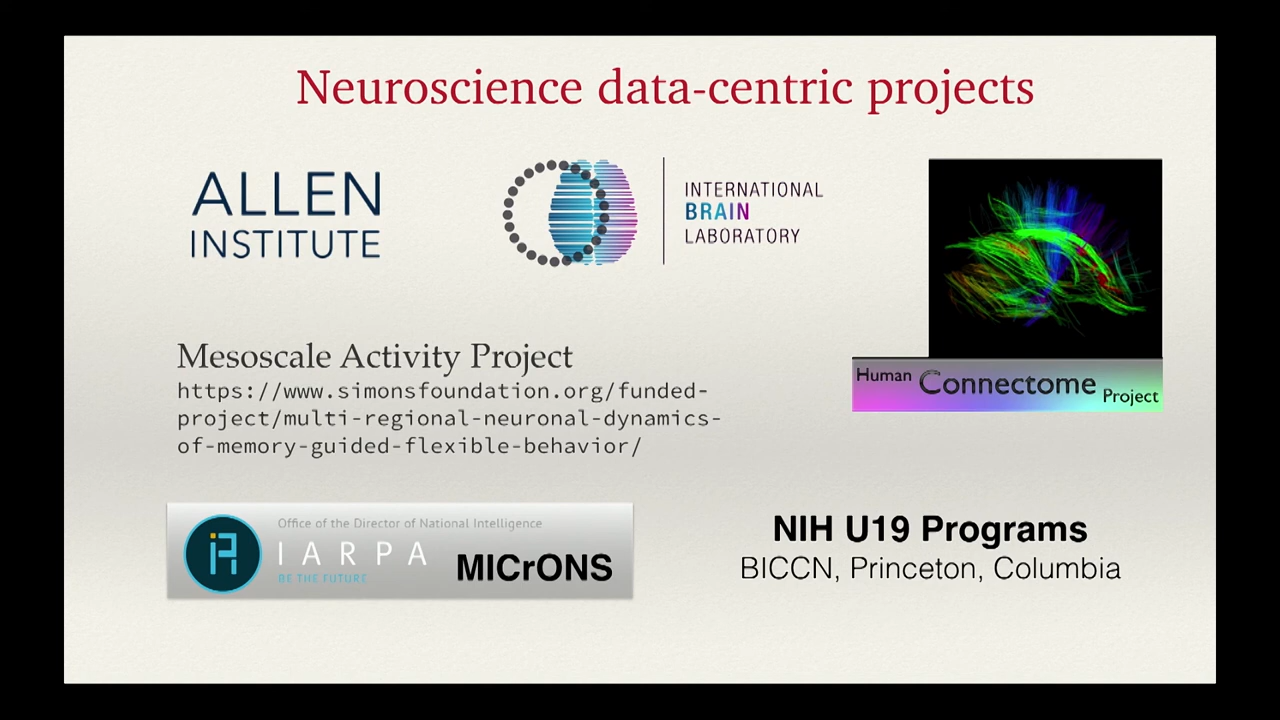 Neuroscience data-centric projects
ALLEN
INSTITUTE
INTERNATIONAL
BRAIN
LABORATORY
Human Connectome Project
Mesoscale Activity Project
https://www.simonsfoundation.org/funded-
project/multi-regional-neuronal-dynamics-
of-memory-guided-flexible-behavior/
Office of the Director of National Intelligence
IARPA
BE THE FUTURE
MICrONS
NIH U19 Programs
BICCN, Princeton, Columbia